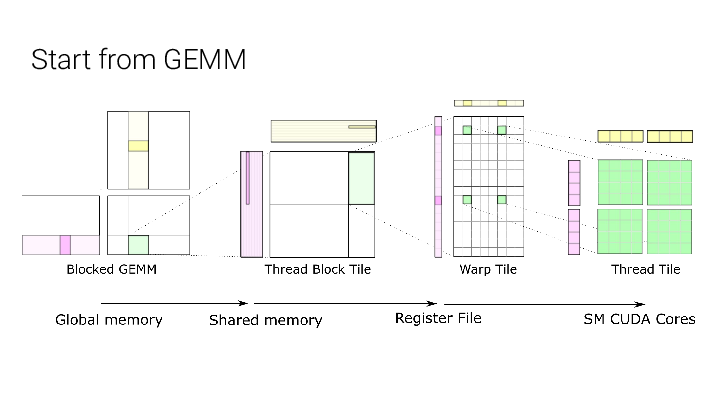 Start from GEMM
Blocked GEMM
Thread Block Tile
Warp Tile
Thread Tile
Global memory
Shared memory
Register File
SM CUDA Cores